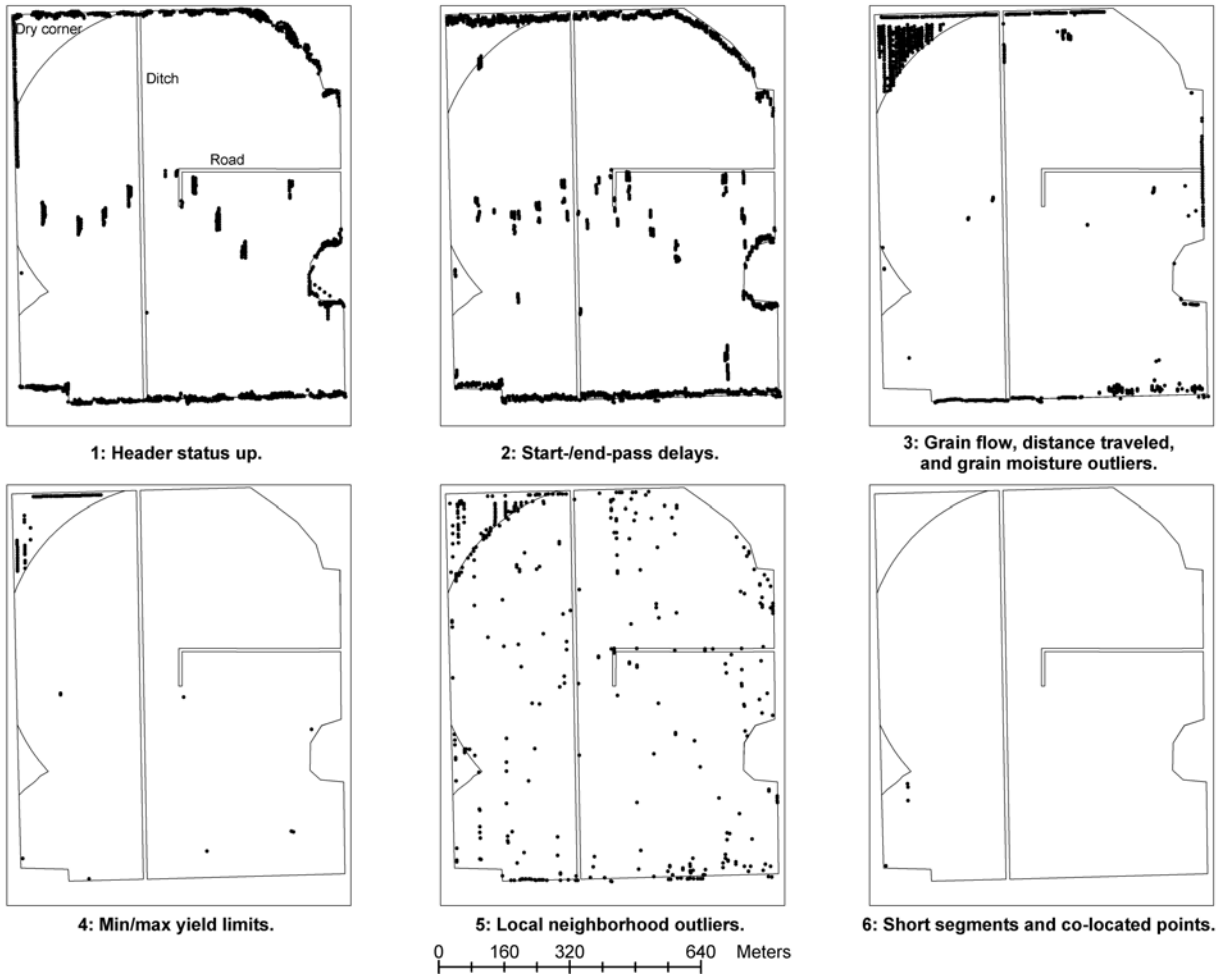 Dry corner
Ditch
Road
1: Header status up.
2: Start-/end-pass delays.
3: Grain flow, distance traveled,
and grain moisture outliers.
4: Min/max yield limits.
5: Local neighborhood outliers.
6: Short segments and co-located points.
0 160 320 640 Meters